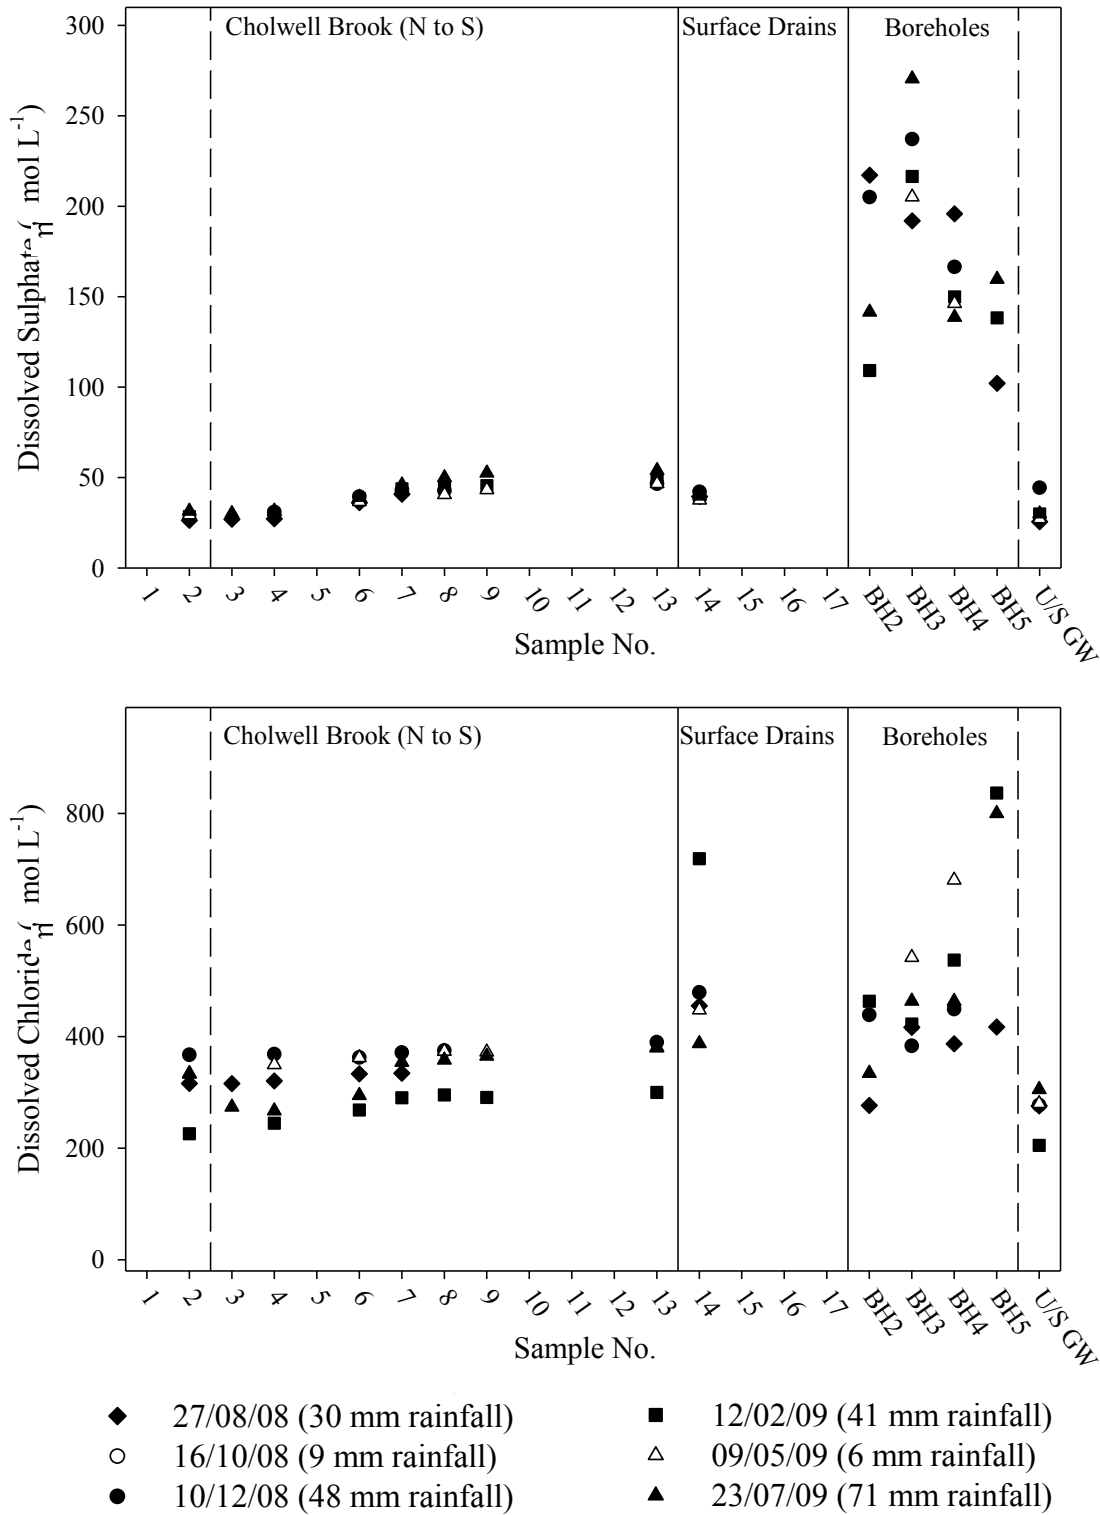 Cholwell Brook (N to S) Surface Drains Boreholes
300
250
200
150
100
50
0
Dissolved Sulphate ( mol L-1)
1 2 3 4 5 6 7 8 9 10 11 12 13 14 15 16 17 BH2 BH3 BH4 BH5 U/S GW
Sample No.
Cholwell Brook (N to S) Surface Drains Boreholes
800
600
400
200
0
Dissolved Chloride ( mol L-1)
1 2 3 4 5 6 7 8 9 10 11 12 13 14 15 16 17 BH2 BH3 BH4 BH5 U/S GW
Sample No.
27/08/08 (30 mm rainfall)
16/10/08 (9 mm rainfall)
10/12/08 (48 mm rainfall)
12/02/09 (41 mm rainfall)
09/05/09 (6 mm rainfall)
23/07/09 (71 mm rainfall)